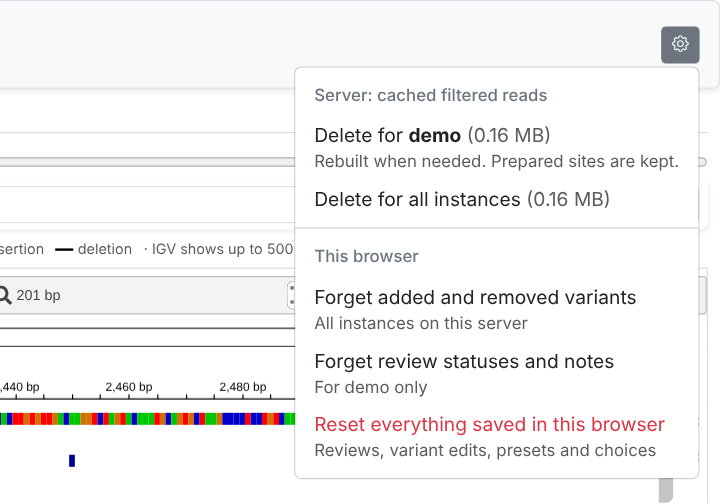 Server: cached filtered reads
Delete for demo (0.16 MB)
Rebuilt when needed. Prepared sites are kept.
Delete for all instances (0.16 MB)
This browser
Forget added and removed variants
All instances on this server
Forget review statuses and notes
For demo only
Reset everything saved in this browser
Reviews, variant edits, presets and choices
sertion — deletion · IGV shows up to 500
201 bp
,440 bp 2,460 bp 2,480 bp